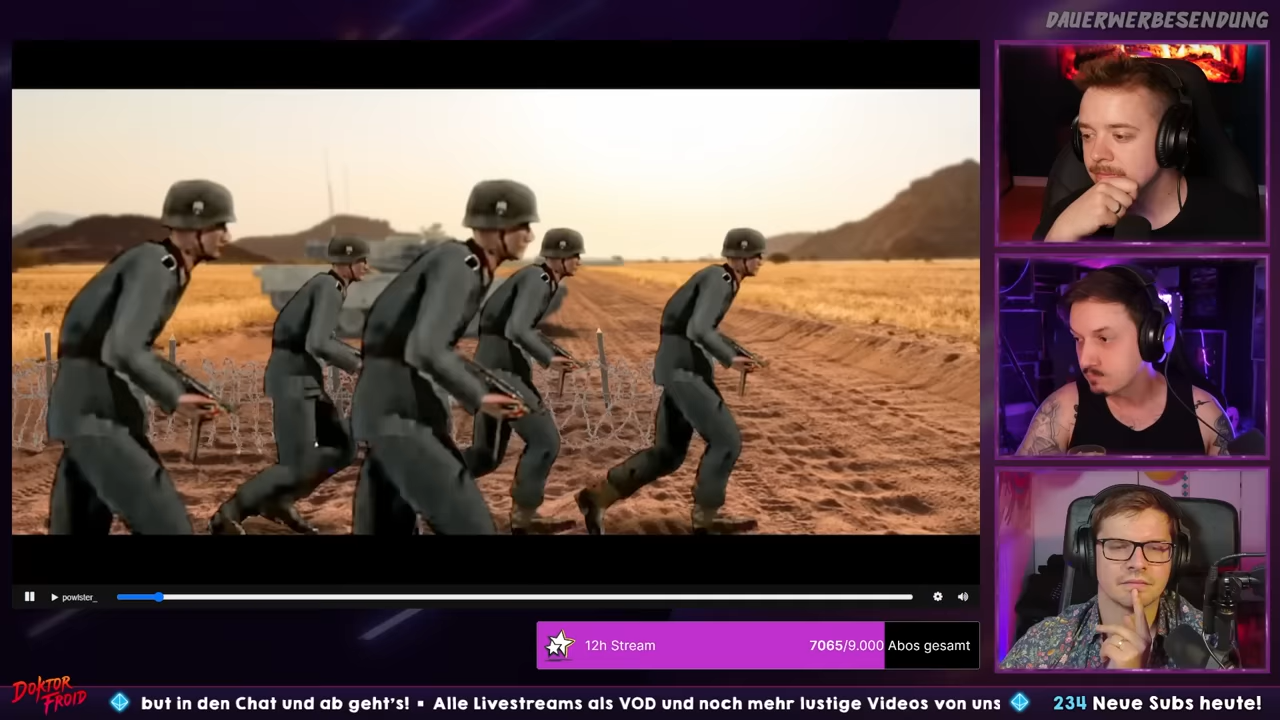 DAUERWERBESENDUNG
powlster_
12h Stream
7065/9.000 Abos gesamt
DOKTOR
FROID
but in den Chat und ab geht's! ▪ Alle Livestreams als VOD und noch mehr lustige Videos von uns
234 Neue Subs heute!